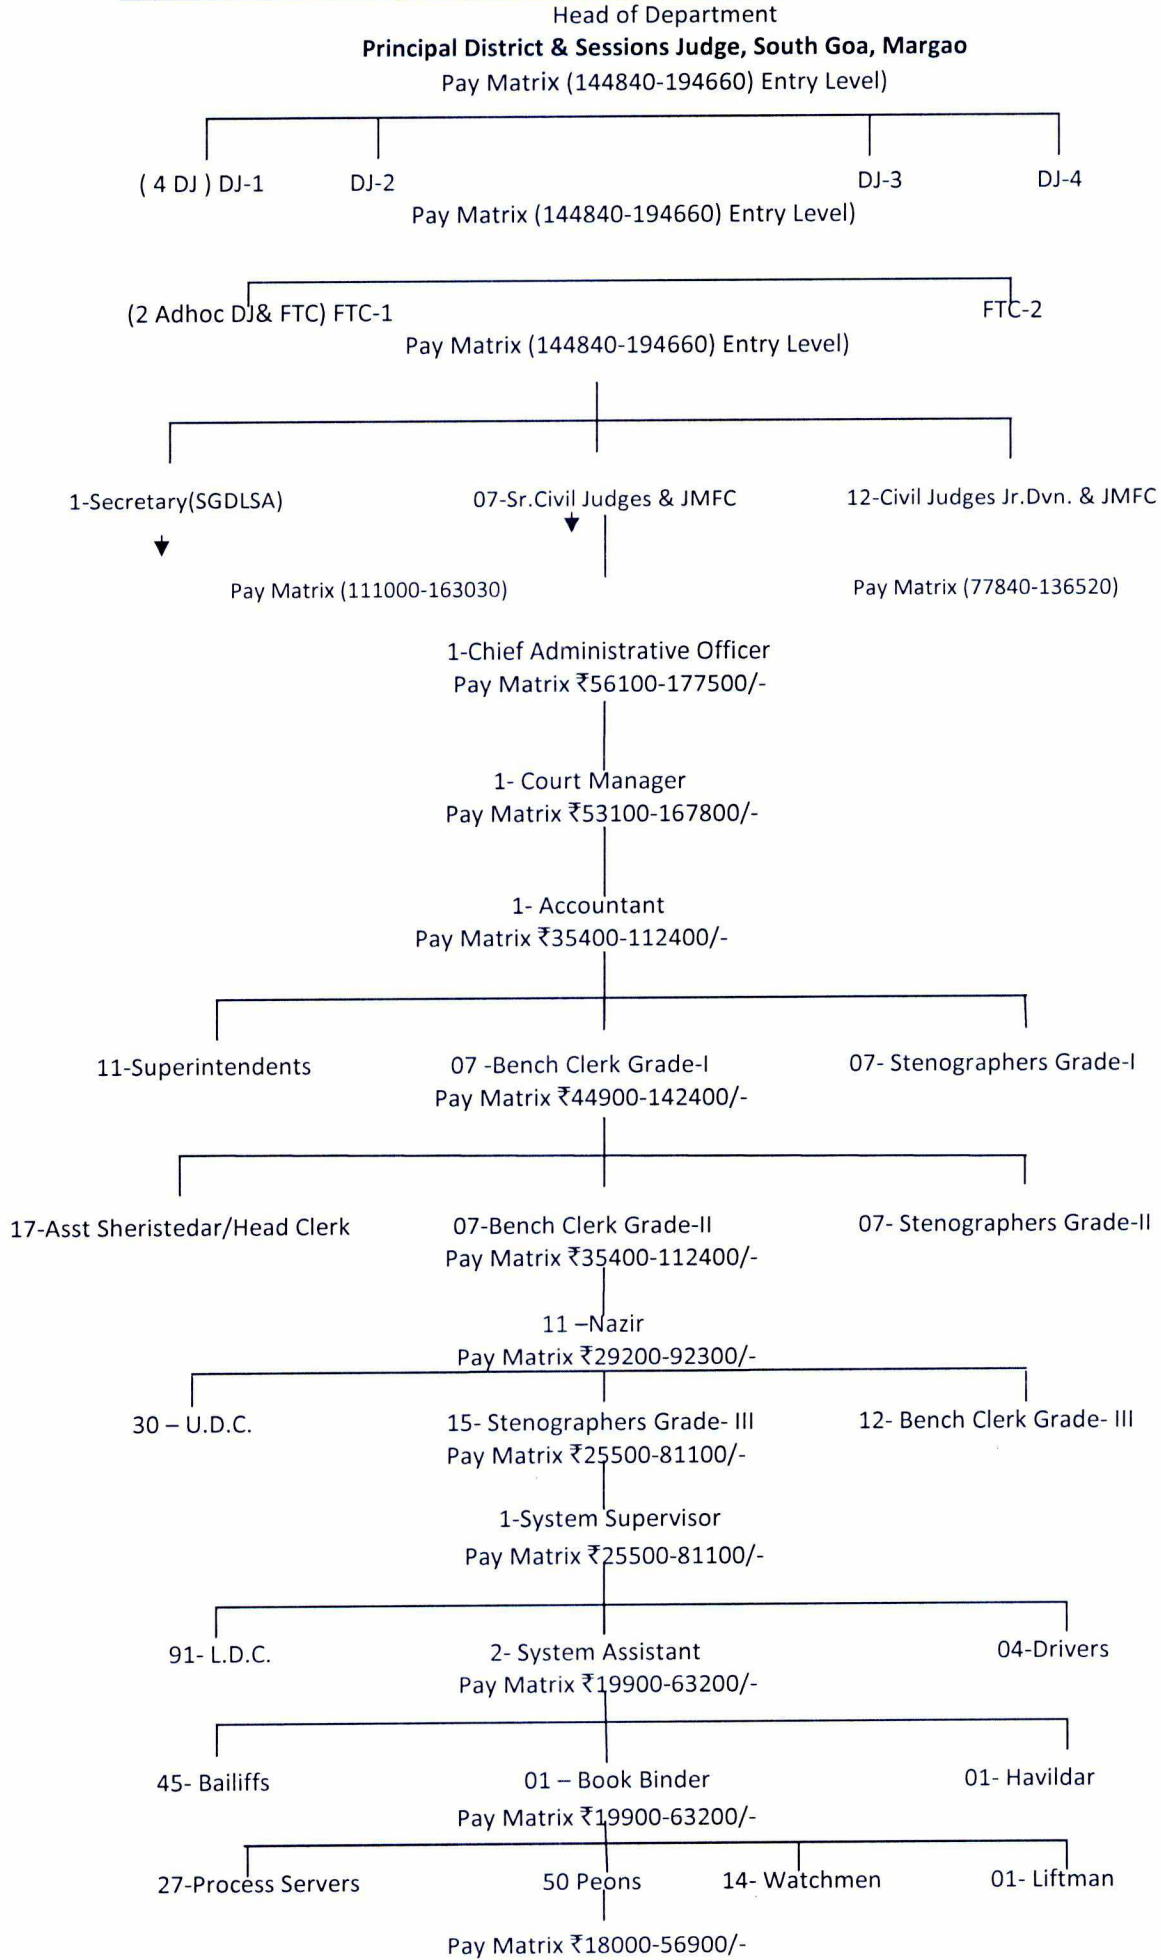 Head of Department
Principal District & Sessions Judge, South Goa, Margao
Pay Matrix (144840-194660) Entry Level)
( 4 DJ ) DJ-1 DJ-2 DJ-3 DJ-4
Pay Matrix (144840-194660) Entry Level)
(2 Adhoc DJ& FTC) FTC-1 FTC-2
Pay Matrix (144840-194660) Entry Level)
1-Secretary(SGDLSA) 07-Sr.Civil Judges & JMFC 12-Civil Judges Jr.Dvn. & JMFC
Pay Matrix (111000-163030) Pay Matrix (77840-136520)
1-Chief Administrative Officer
Pay Matrix ₹56100-177500/-
1- Court Manager
Pay Matrix ₹53100-167800/-
1- Accountant
Pay Matrix ₹35400-112400/-
11-Superintendents 07 -Bench Clerk Grade-I 07- Stenographers Grade-I
Pay Matrix ₹44900-142400/-
17-Asst Sheristedar/Head Clerk 07-Bench Clerk Grade-II 07- Stenographers Grade-II
Pay Matrix ₹35400-112400/-
11 –Nazir
Pay Matrix ₹29200-92300/-
30 – U.D.C. 15- Stenographers Grade- III 12- Bench Clerk Grade- III
Pay Matrix ₹25500-81100/-
1-System Supervisor
Pay Matrix ₹25500-81100/-
91- L.D.C. 2- System Assistant 04-Drivers
Pay Matrix ₹19900-63200/-
45- Bailiffs 01 – Book Binder 01- Havildar
Pay Matrix ₹19900-63200/-
27-Process Servers 50 Peons 14- Watchmen 01- Liftman
Pay Matrix ₹18000-56900/-